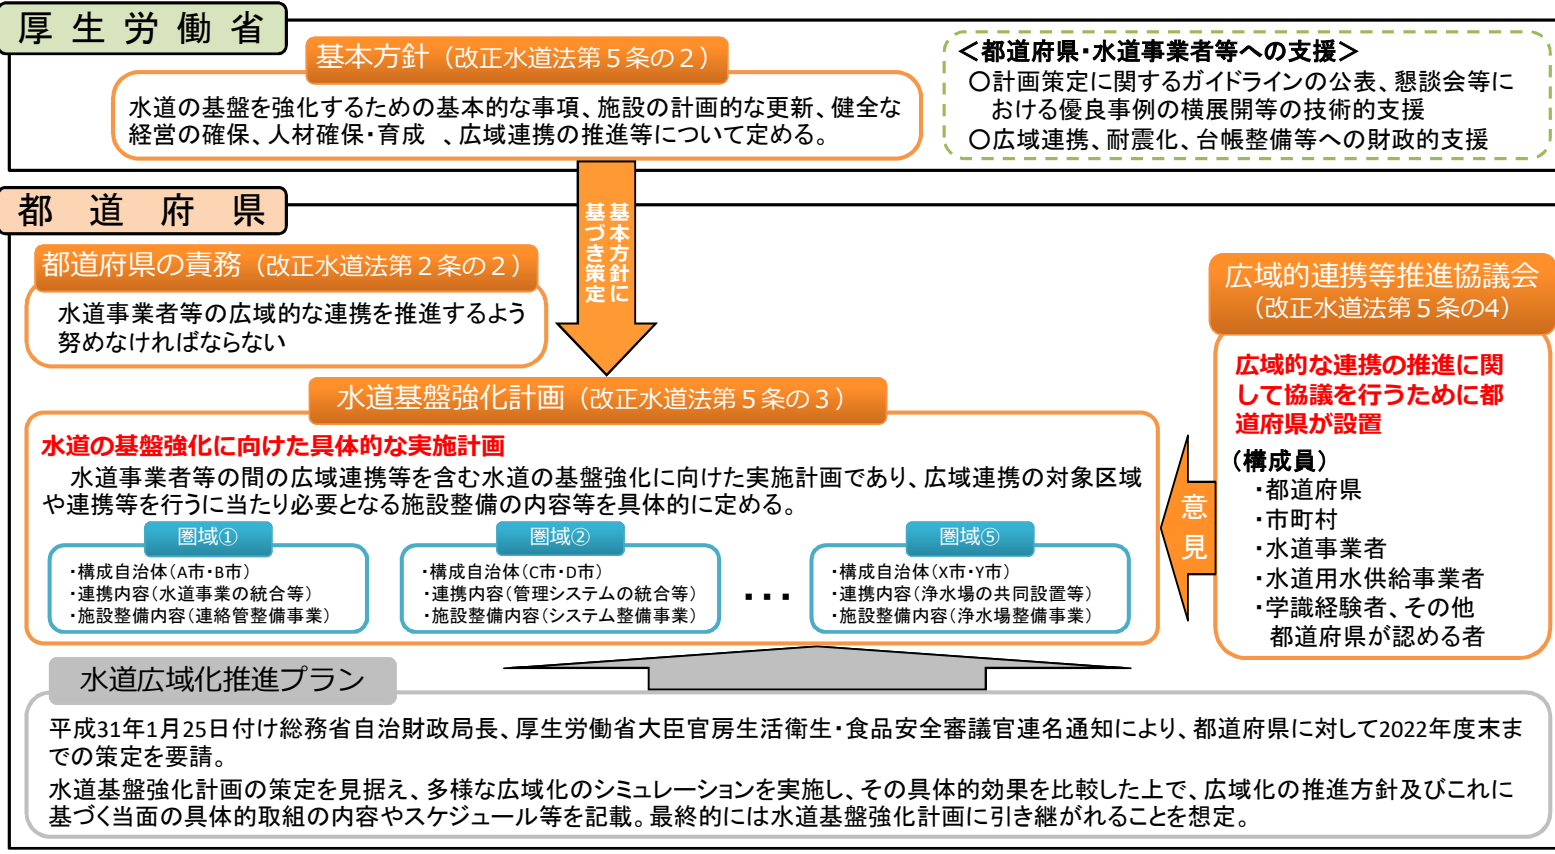 厚生労働省
基本方針（改正水道法第５条の２）
水道の基盤を強化するための基本的な事項、施設の計画的な更新、健全な
経営の確保、人材確保・育成 、広域連携の推進等について定める。
＜都道府県・水道事業者等への支援＞
○計画策定に関するガイドラインの公表、懇談会等に
おける優良事例の横展開等の技術的支援
○広域連携、耐震化、台帳整備等への財政的支援
都道府県
基本方針に
基づき策定
都道府県の責務（改正水道法第２条の２）
水道事業者等の広域的な連携を推進するよう
努めなければならない
広域的連携等推進協議会
（改正水道法第５条の4）
広域的な連携の推進に関
して協議を行うために都
道府県が設置
（構成員）
・都道府県
・市町村
・水道事業者
・水道用水供給事業者
・学識経験者、その他
都道府県が認める者
意見
水道基盤強化計画（改正水道法第５条の３）
水道の基盤強化に向けた具体的な実施計画
水道事業者等の間の広域連携等を含む水道の基盤強化に向けた実施計画であり、広域連携の対象区域
や連携等を行うに当たり必要となる施設整備の内容等を具体的に定める。
圏域①
・構成自治体（A市・B市）
・連携内容（水道事業の統合等）
・施設整備内容（連絡管整備事業）
圏域②
・構成自治体（C市・D市）
・連携内容（管理システムの統合等）
・施設整備内容（システム整備事業）
・・・
圏域⑤
・構成自治体（X市・Y市）
・連携内容（浄水場の共同設置等）
・施設整備内容（浄水場整備事業）
水道広域化推進プラン
平成31年1月25日付け総務省自治財政局長、厚生労働省大臣官房生活衛生・食品安全審議官連名通知により、都道府県に対して2022年度末ま
での策定を要請。
水道基盤強化計画の策定を見据え、多様な広域化のシミュレーションを実施し、その具体的効果を比較した上で、広域化の推進方針及びこれに
基づく当面の具体的取組の内容やスケジュール等を記載。最終的には水道基盤強化計画に引き継がれることを想定。